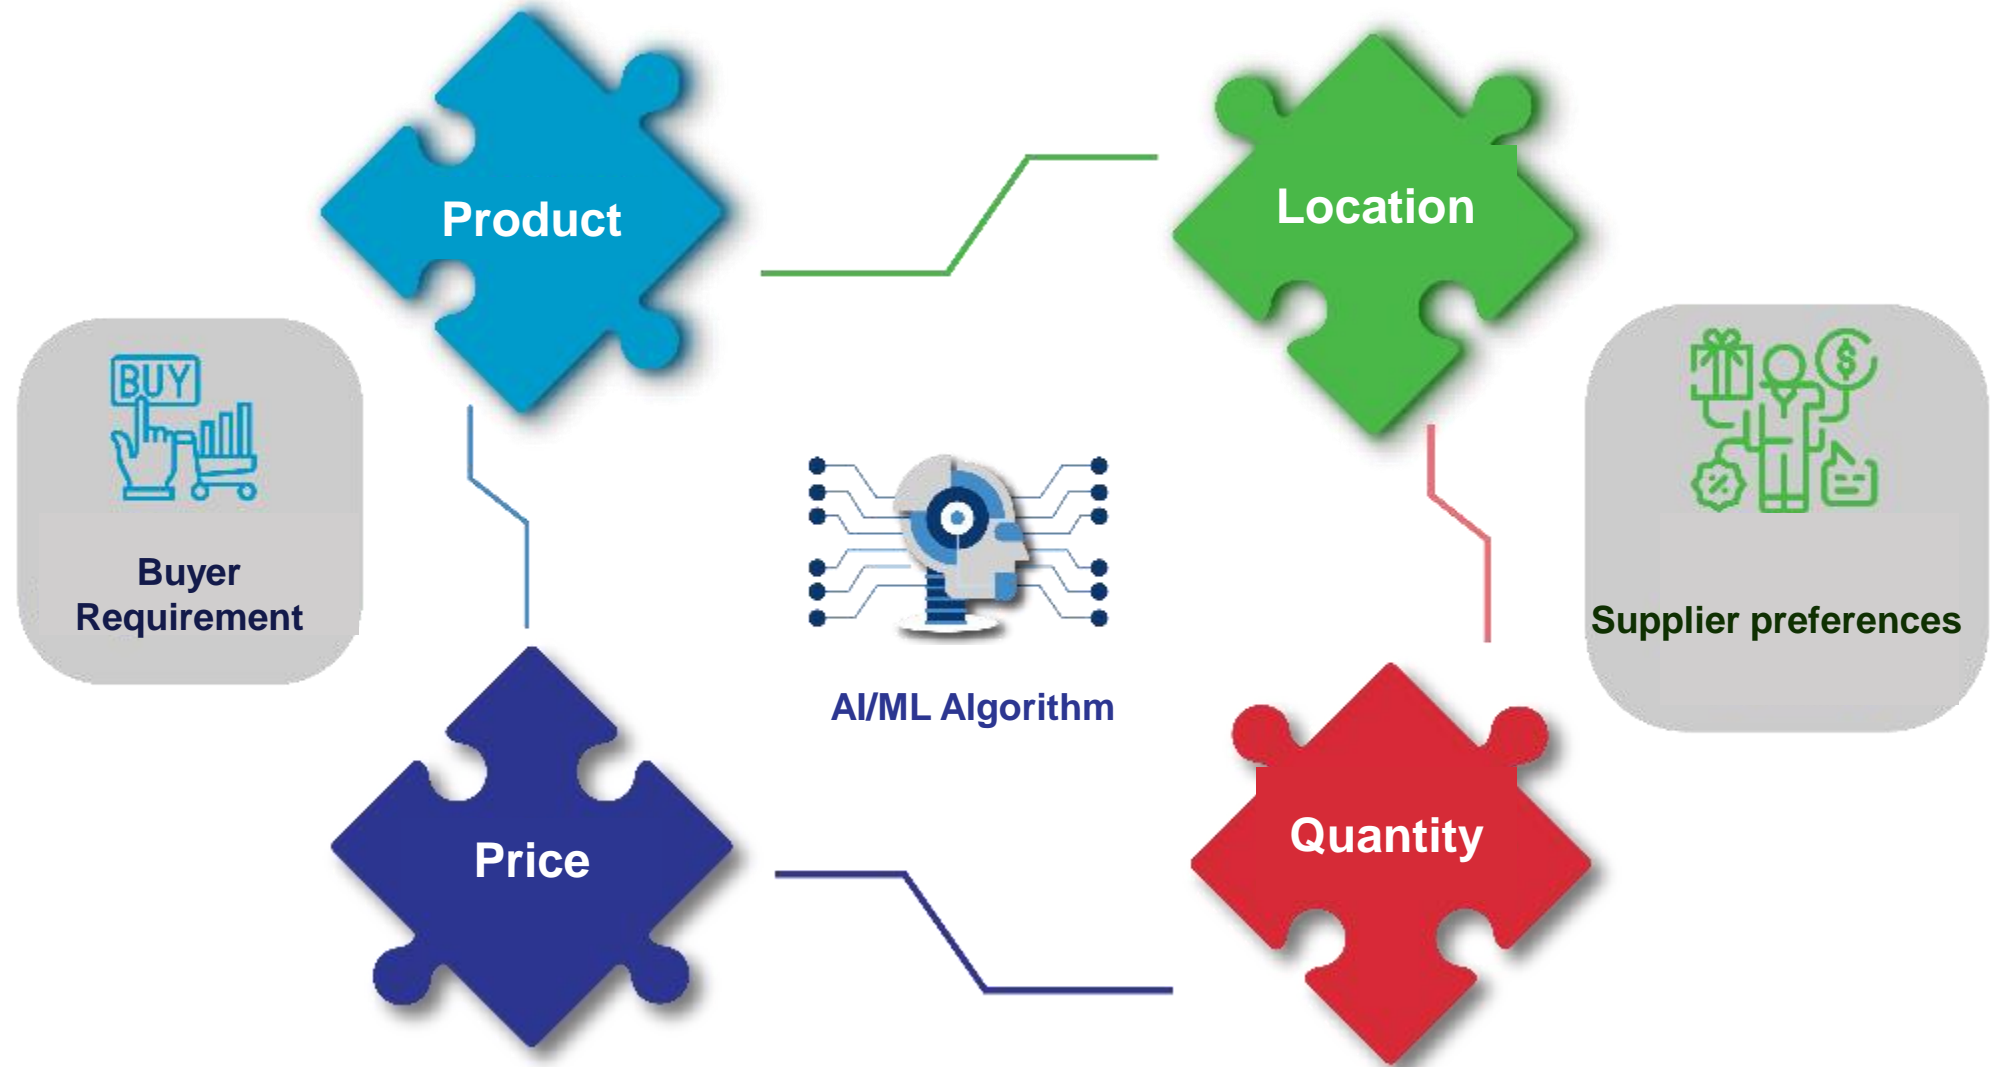 Product
Location
BUY
$
Buyer
Requirement
%
Supplier preferences
AI/ML Algorithm
Price
Quantity